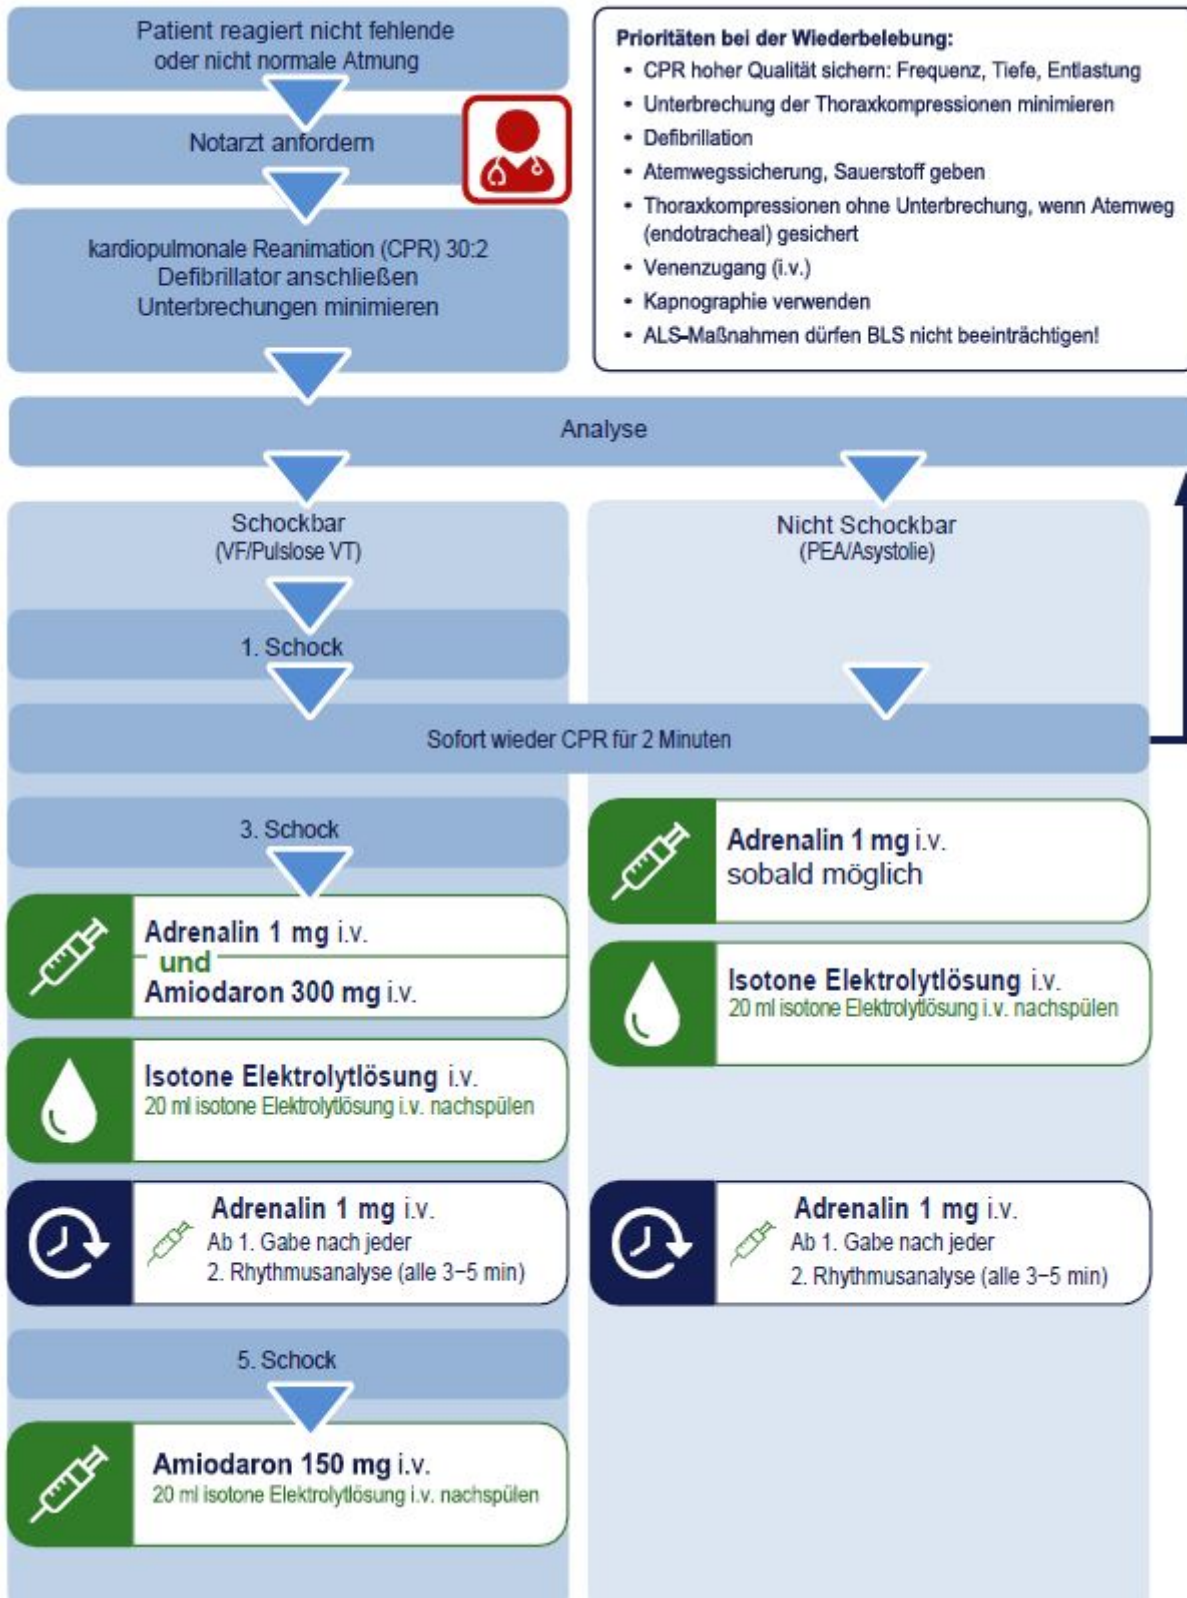 Patient reagiert nicht fehlende
oder nicht normale Atmung
Notarzt anfordern
kardiopulmonale Reanimation (CPR) 30:2
Defibrillator anschließen
Unterbrechungen minimieren
Prioritäten bei der Wiederbelebung:
• CPR hoher Qualität sichern: Frequenz, Tiefe, Entlastung
• Unterbrechung der Thoraxkompressionen minimieren
• Defibrillation
• Atemwegssicherung, Sauerstoff geben
• Thoraxkompressionen ohne Unterbrechung, wenn Atemweg
(endotracheal) gesichert
• Venenzugang (i.v.)
• Kapnographie verwenden
• ALS-Maßnahmen dürfen BLS nicht beeinträchtigen!
Analyse
Schockbar
(VF/Pulslose VT)
Nicht Schockbar
(PEA/Asystolie)
1. Schock
Sofort wieder CPR für 2 Minuten
3. Schock
Adrenalin 1 mg i.v.
und
Amiodaron 300 mg i.v.
Isotone Elektrolytlösung i.v.
20 ml isotone Elektrolytlösung i.v. nachspülen
Adrenalin 1 mg i.v.
Ab 1. Gabe nach jeder
2. Rhythmusanalyse (alle 3–5 min)
5. Schock
Amiodaron 150 mg i.v.
20 ml isotone Elektrolytlösung i.v. nachspülen
Adrenalin 1 mg i.v.
sobald möglich
Isotone Elektrolytlösung i.v.
20 ml isotone Elektrolytlösung i.v. nachspülen
Adrenalin 1 mg i.v.
Ab 1. Gabe nach jeder
2. Rhythmusanalyse (alle 3–5 min)